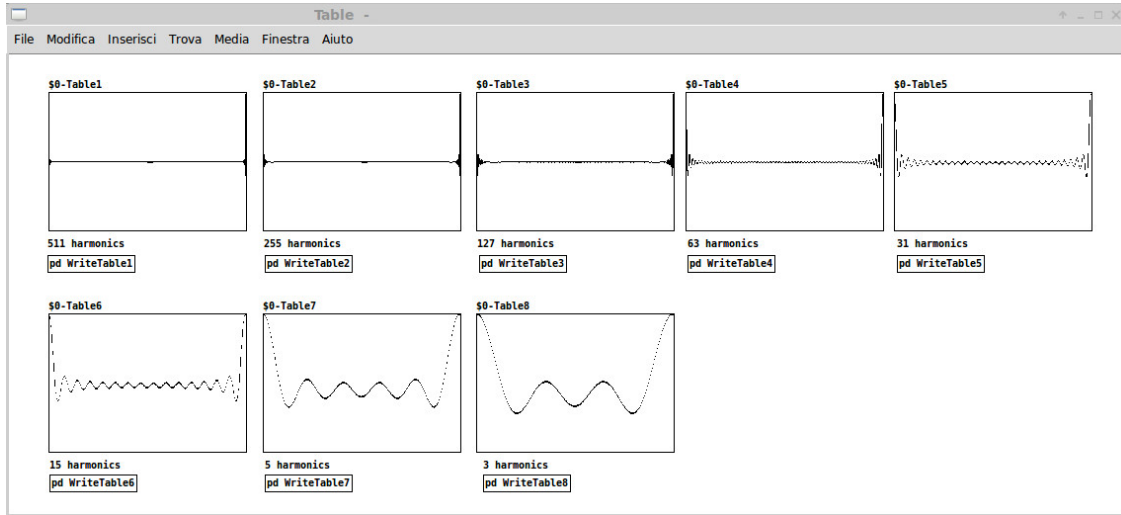 Table -
File Modifica Inserisci Trova Media Finestra Aiuto
$0-Table1 $0-Table2 $0-Table3 $0-Table4 $0-Table5
511 harmonics 255 harmonics 127 harmonics 63 harmonics 31 harmonics
pd WriteTable1 pd WriteTable2 pd WriteTable3 pd WriteTable4 pd WriteTable5
$0-Table6 $0-Table7 $0-Table8
15 harmonics 5 harmonics 3 harmonics
pd WriteTable6 pd WriteTable7 pd WriteTable8